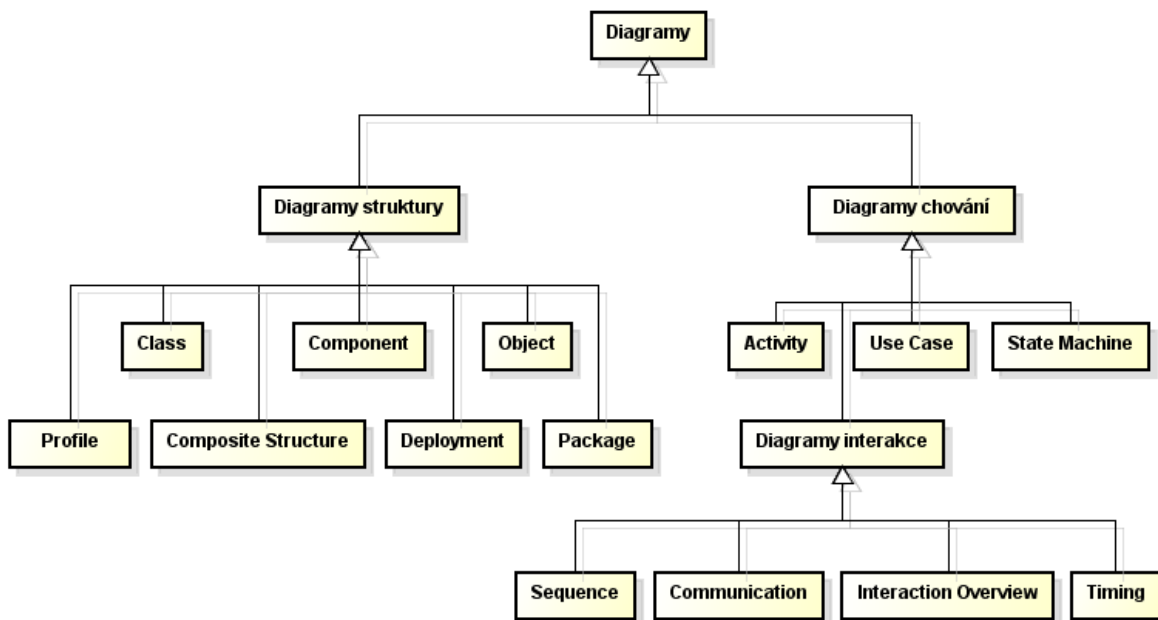 Diagramy
Diagramy struktury
Diagramy chování
Class
Component
Object
Activity
Use Case
State Machine
Profile
Composite Structure
Deployment
Package
Diagramy interakce
Sequence
Communication
Interaction Overview
Timing